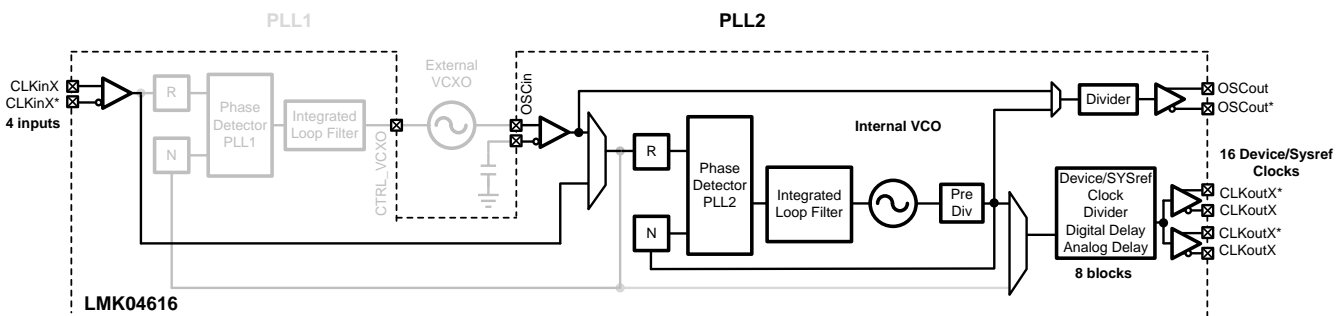 PLL1
PLL2
CLKinX
CLKinX*
4 inputs
R
N
Phase
Detector
PLL1
Integrated
Loop Filter
CTRL_VCXO
External
VCXO
OSCin
R
N
Phase
Detector
PLL2
Integrated
Loop Filter
Internal VCO
Pre
Div
Divider
OSCout
OSCout*
Device/SYSref
Clock
Divider
Digital Delay
Analog Delay
8 blocks
16 Device/Sysref
Clocks
CLKoutX*
CLKoutX
CLKoutX*
CLKoutX
LMK04616